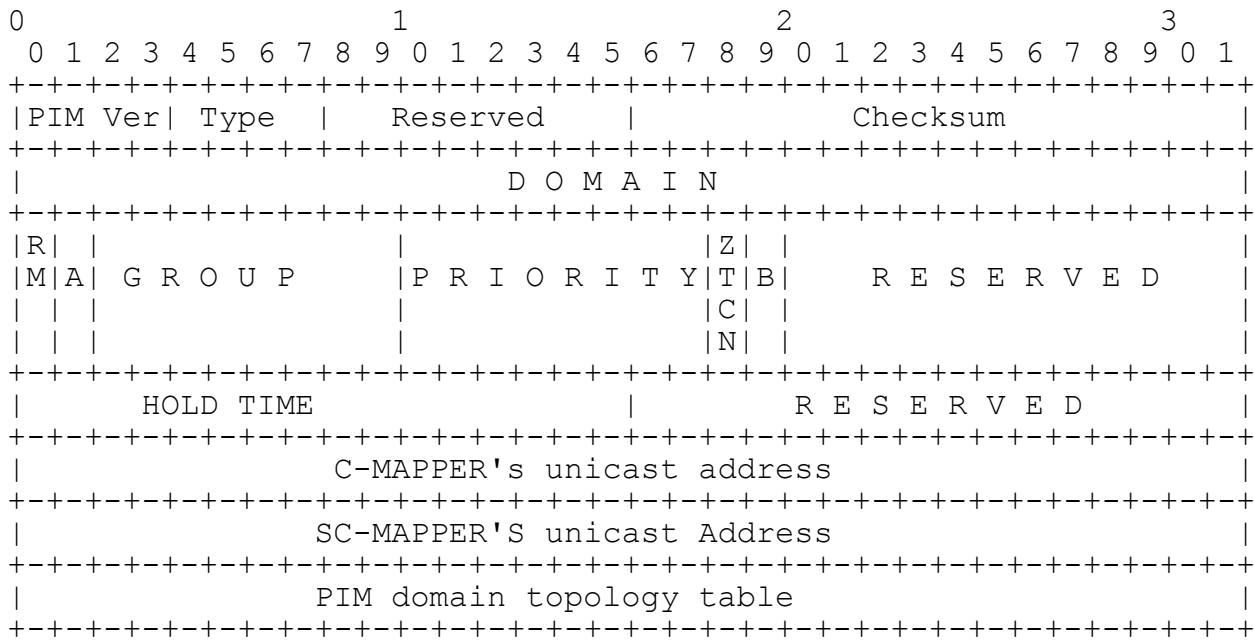 0                   1                   2                   3
 0 1 2 3 4 5 6 7 8 9 0 1 2 3 4 5 6 7 8 9 0 1 2 3 4 5 6 7 8 9 0 1
+-+-+-+-+-+-+-+-+-+-+-+-+-+-+-+-+-+-+-+-+-+-+-+-+-+-+-+-+-+-+-+-+
|PIM Ver| Type  |   Reserved    |           Checksum            |
+-+-+-+-+-+-+-+-+-+-+-+-+-+-+-+-+-+-+-+-+-+-+-+-+-+-+-+-+-+-+-+-+
|                         D O M A I N                           |
+-+-+-+-+-+-+-+-+-+-+-+-+-+-+-+-+-+-+-+-+-+-+-+-+-+-+-+-+-+-+-+-+
|R| |               |               |Z| |                       |
|M|A| G R O U P     |P R I O R I T Y|T|B|    R E S E R V E D    |
| | |               |               |C| |                       |
| | |               |               |N| |                       |
+-+-+-+-+-+-+-+-+-+-+-+-+-+-+-+-+-+-+-+-+-+-+-+-+-+-+-+-+-+-+-+-+
|      HOLD TIME                |        R E S E R V E D        |
+-+-+-+-+-+-+-+-+-+-+-+-+-+-+-+-+-+-+-+-+-+-+-+-+-+-+-+-+-+-+-+-+
|                C-MAPPER's unicast address                     |
+-+-+-+-+-+-+-+-+-+-+-+-+-+-+-+-+-+-+-+-+-+-+-+-+-+-+-+-+-+-+-+-+
|               SC-MAPPER'S unicast Address                     |
+-+-+-+-+-+-+-+-+-+-+-+-+-+-+-+-+-+-+-+-+-+-+-+-+-+-+-+-+-+-+-+-+
|               PIM domain topology table                       |
+-+-+-+-+-+-+-+-+-+-+-+-+-+-+-+-+-+-+-+-+-+-+-+-+-+-+-+-+-+-+-+-+